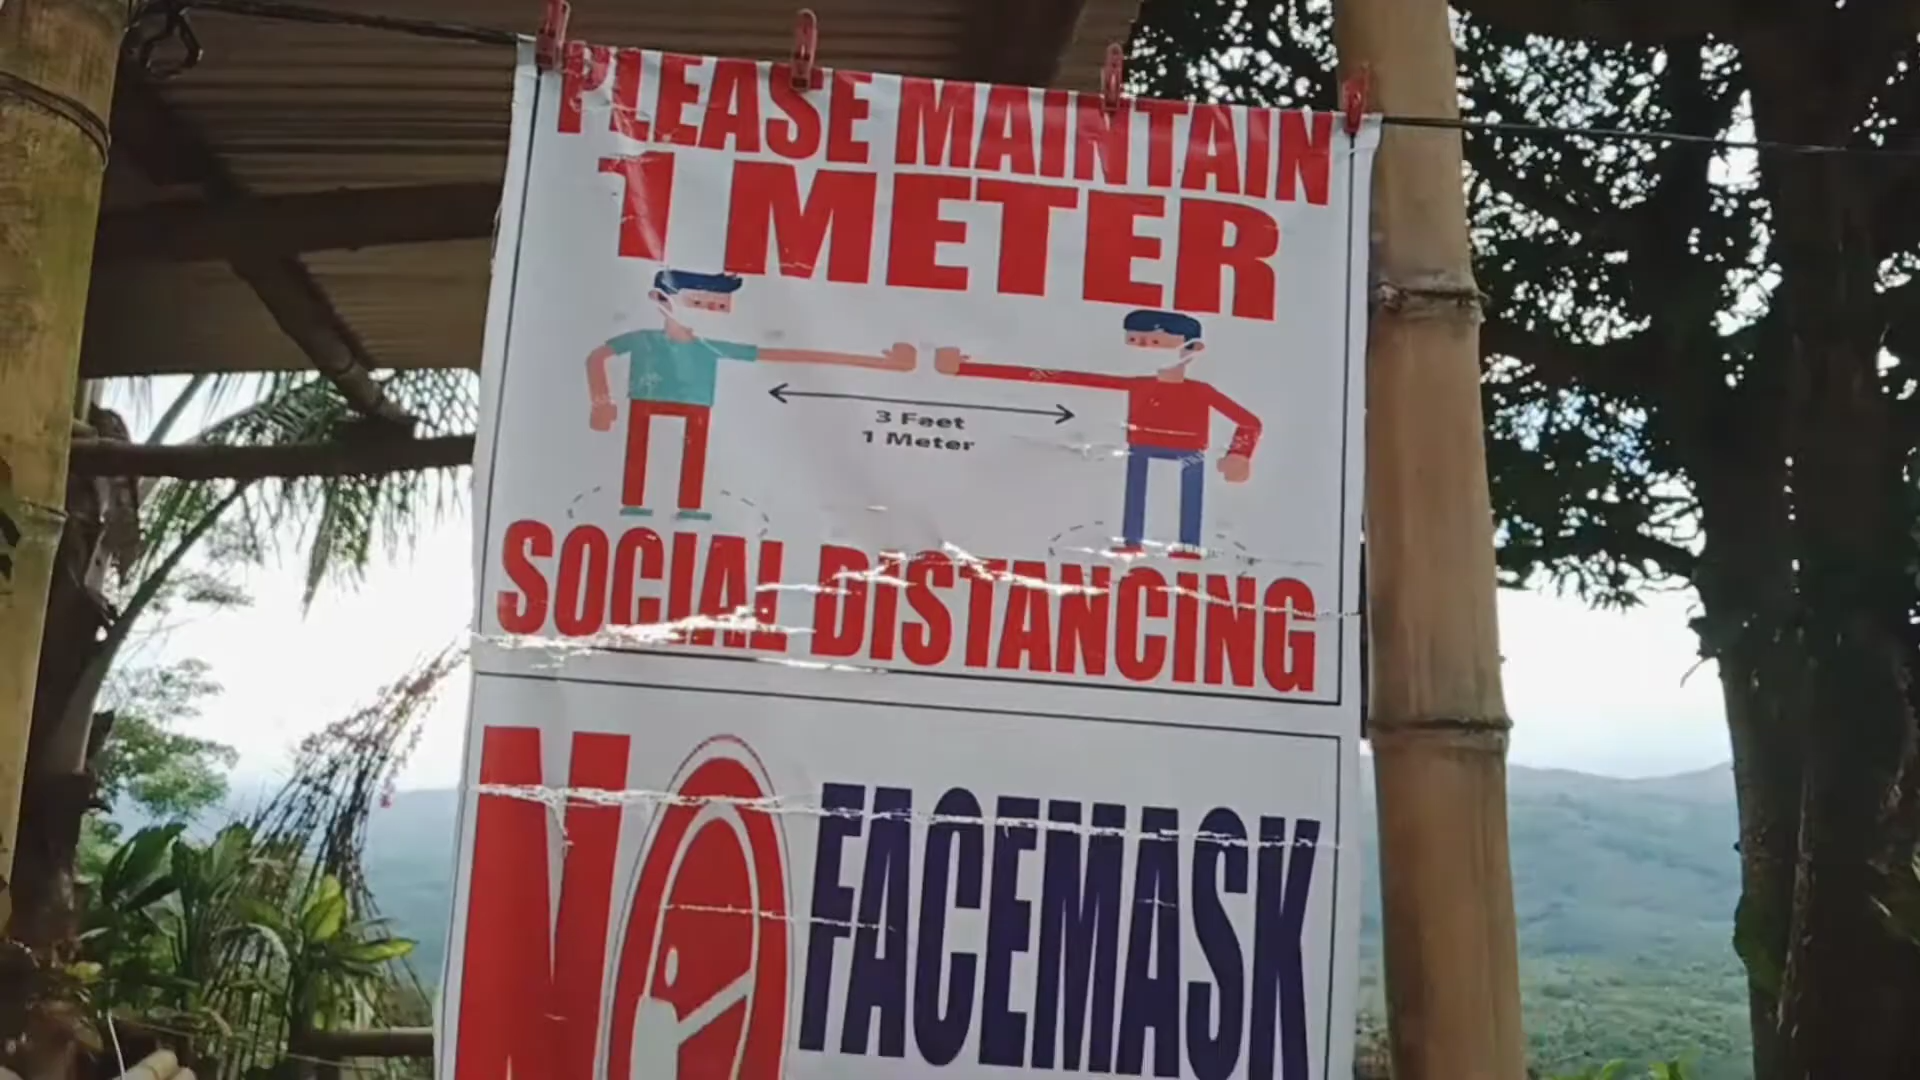 PLEASE MAINTAIN
1 METER
3 Feet
1 Meter
SOCIAL DISTANCING
NO FACEMASK